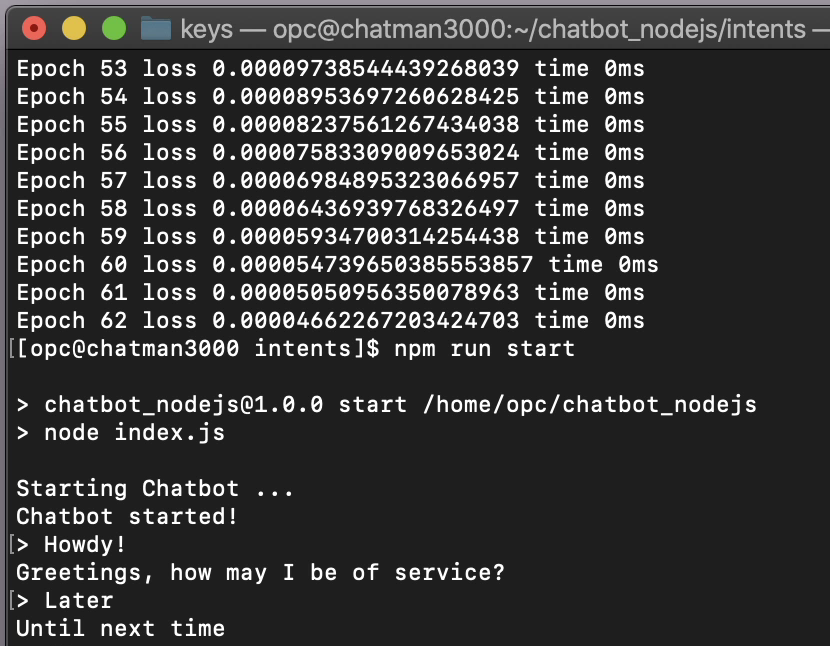 keys — opc@chatman3000:~/chatbot_nodejs/intents —
Epoch 53 loss 0.00009738544439268039 time 0ms
Epoch 54 loss 0.00008953697260628425 time 0ms
Epoch 55 loss 0.00008237561267434038 time 0ms
Epoch 56 loss 0.00007583309009653024 time 0ms
Epoch 57 loss 0.00006984895323066957 time 0ms
Epoch 58 loss 0.00006436939768326497 time 0ms
Epoch 59 loss 0.00005934700314254438 time 0ms
Epoch 60 loss 0.000054739650385553857 time 0ms
Epoch 61 loss 0.00005050956350078963 time 0ms
Epoch 62 loss 0.00004662267203424703 time 0ms
[[opc@chatman3000 intents]$ npm run start
> chatbot_nodejs@1.0.0 start /home/opc/chatbot_nodejs
> node index.js
Starting Chatbot ...
Chatbot started!
[> Howdy!
Greetings, how may I be of service?
[> Later
Until next time